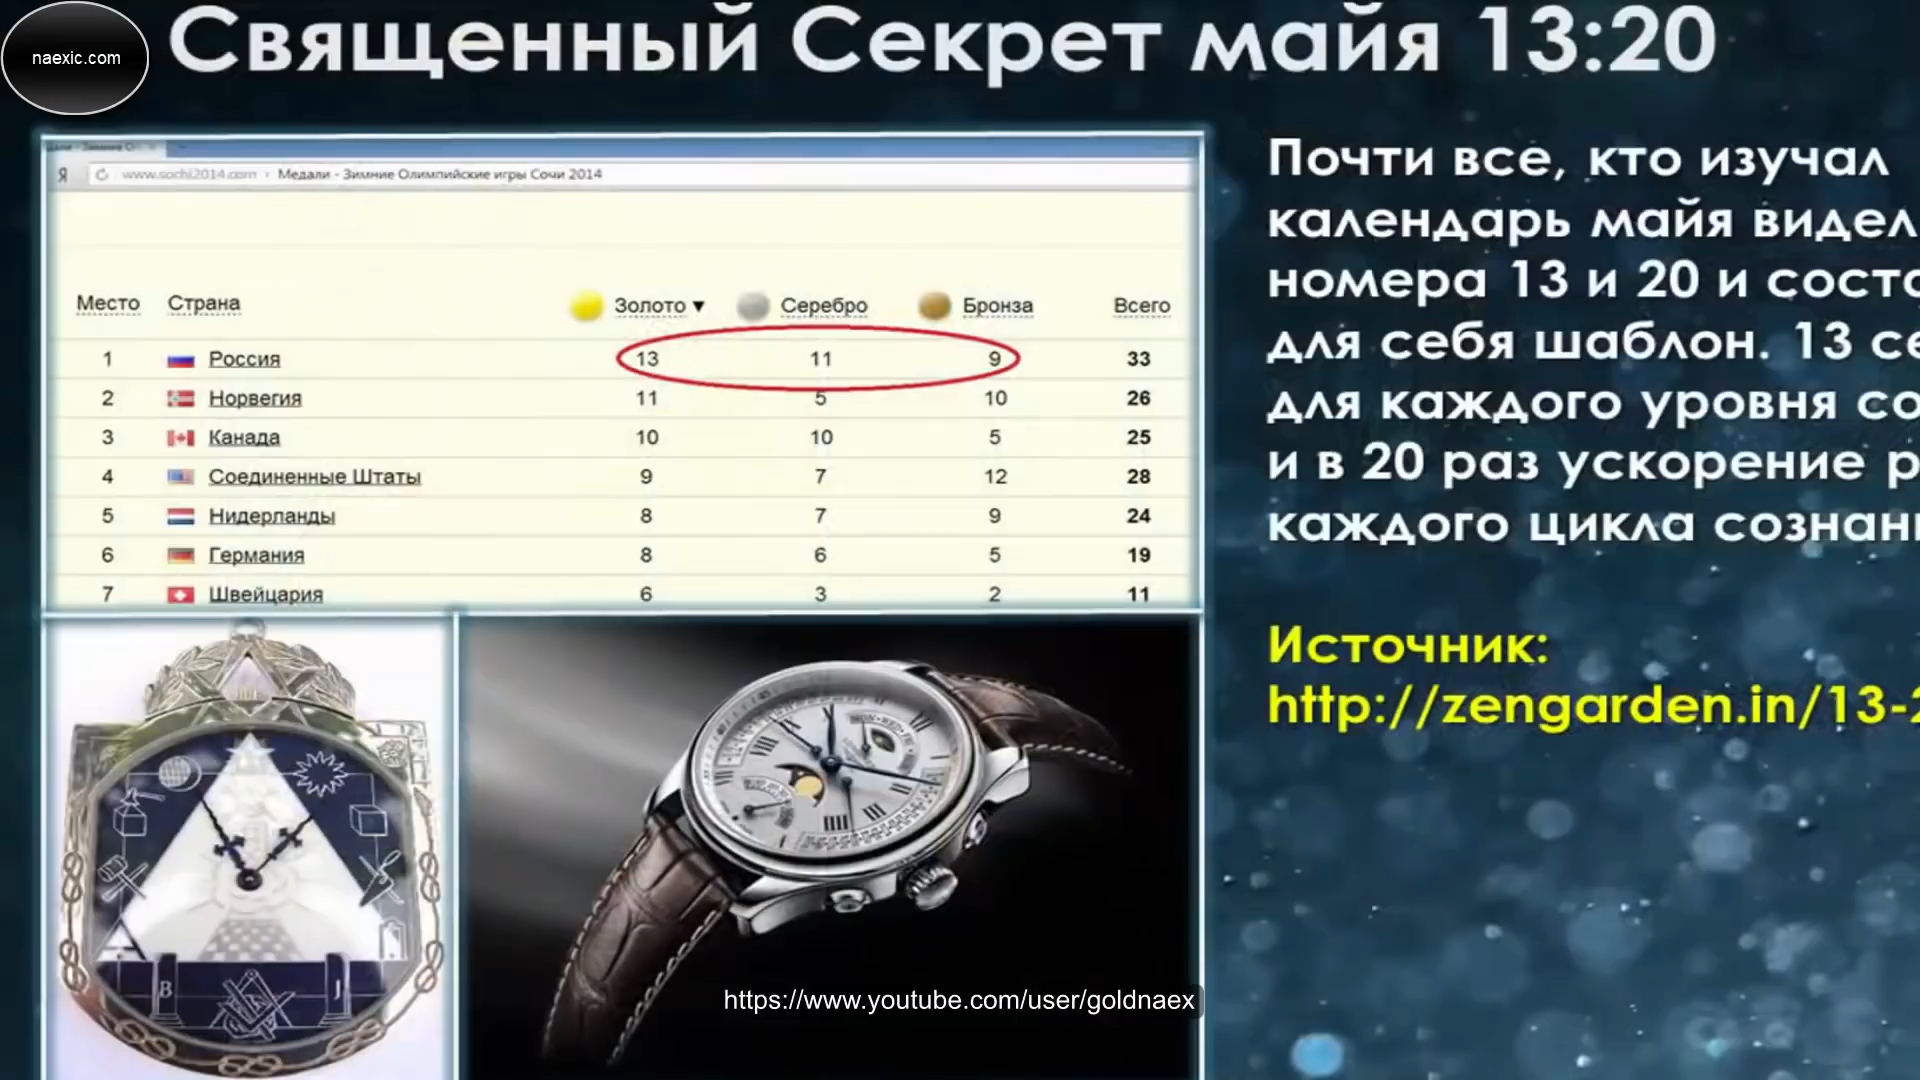 naexic.com
Священный Секрет майя 13:20
www.sochi2014.com › Медали - Зимние Олимпийские игры Сочи 2014
Место Страна Золото ▼ Серебро Бронза Всего
1 Россия 13 11 9 33
2 Норвегия 11 5 10 26
3 Канада 10 10 5 25
4 Соединенные Штаты 9 7 12 28
5 Нидерланды 8 7 9 24
6 Германия 8 6 5 19
7 Швейцария 6 3 2 11
Почти все, кто изучал
календарь майя видел
номера 13 и 20 и
для себя шаблон. 13
для каждого уровня
и в 20 раз ускорение
каждого цикла
Источник:
http://zengarden.in/13-2
B J
https://www.youtube.com/user/goldnaex